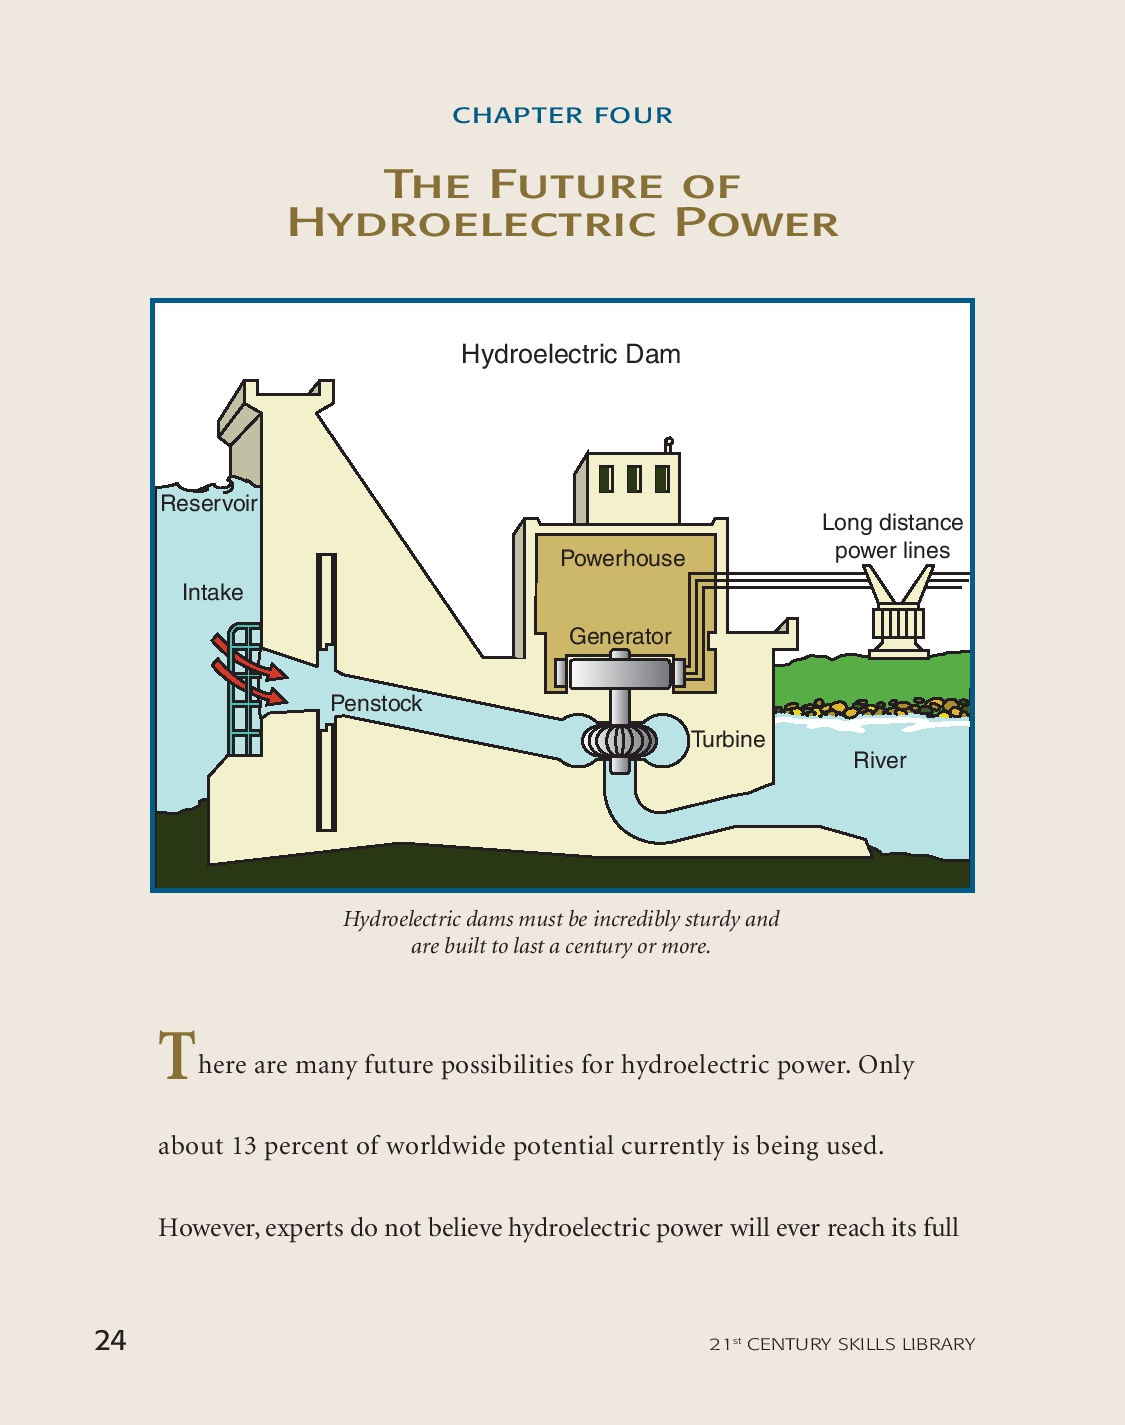 CHAPTER FOUR
THE FUTURE OF
HYDROELECTRIC POWER
Hydroelectric Dam
Reservoir
Long distance
power lines
Powerhouse
Intake
Generator
Penstock
Turbine
River
Hydroelectric dams must be incredibly sturdy and
are built to last a century or more.
There are many future possibilities for hydroelectric power. Only
about 13 percent of worldwide potential currently is being used.
However, experts do not believe hydroelectric power will ever reach its full
24
21st CENTURY SKILLS LIBRARY